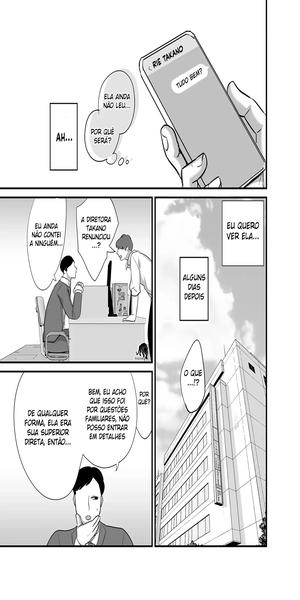 RIE TAKANO
TUDO BEM?
ELA AINDA
NÃO LEU...
POR QUÊ
SERÁ?
AH...
EU QUERO
VER ELA...
ALGUNS
DIAS
DEPOIS
O QUE
...!?
A DIRETORA
TAKANO
RENUNCIOU
...?
EU AINDA
NÃO CONTEI
A NINGUÉM...
POR
QUÊ?
BEM, EU ACHO
QUE ISSO FOI
POR QUESTÕES
FAMILIARES, NÃO
POSSO ENTRAR
EM DETALHES
DE QUALQUER
FORMA, ELA ERA
SUA SUPERIOR
DIRETA, ENTÃO...